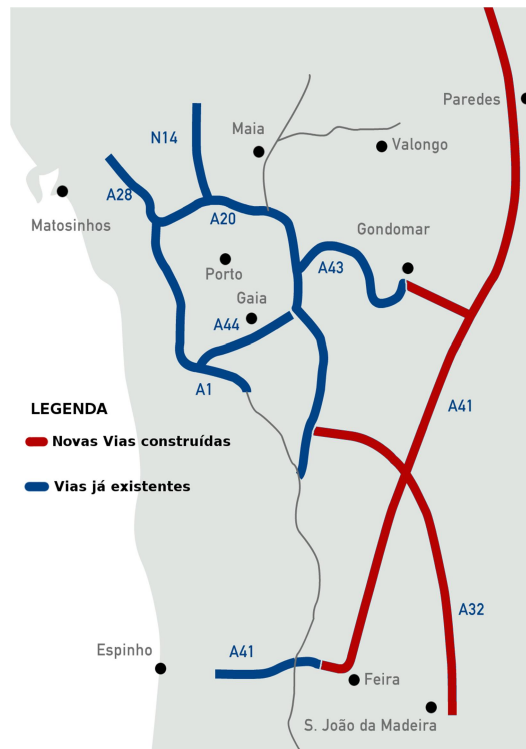 Paredes
N14
Maia
Valongo
A28
Matosinhos
A20
Gondomar
Porto
A43
Gaia
A44
A1
A41
LEGENDA
Novas Vias construídas
Vias já existentes
A32
Espinho
A41
Feira
S. João da Madeira